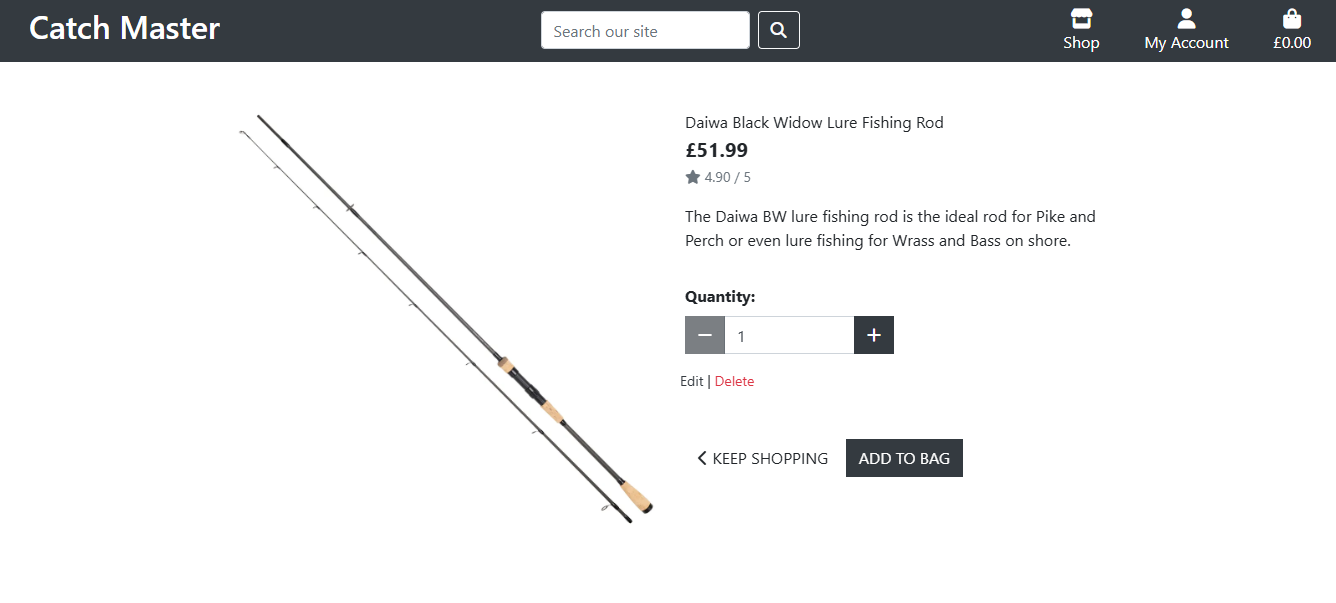 Catch Master
Search our site
Shop
My Account
£0.00
Daiwa Black Widow Lure Fishing Rod
£51.99
4.90 / 5
The Daiwa BW lure fishing rod is the ideal rod for Pike and
Perch or even lure fishing for Wrass and Bass on shore.
Quantity:
1
Edit | Delete
KEEP SHOPPING
ADD TO BAG